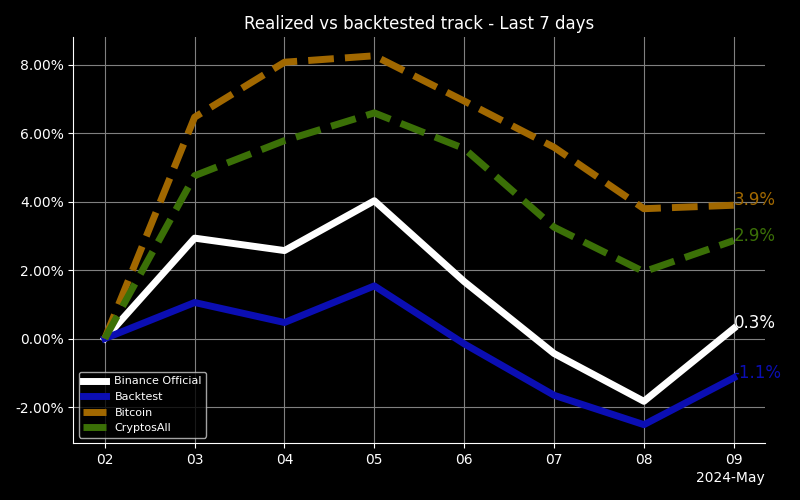 Realized vs backtested track - Last 7 days
8.00%
6.00%
4.00%
2.00%
0.00%
-2.00%
3.9%
2.9%
0.3%
-1.1%
Binance Official
Backtest
Bitcoin
CryptosAll
02 03 04 05 06 07 08 09
2024-May